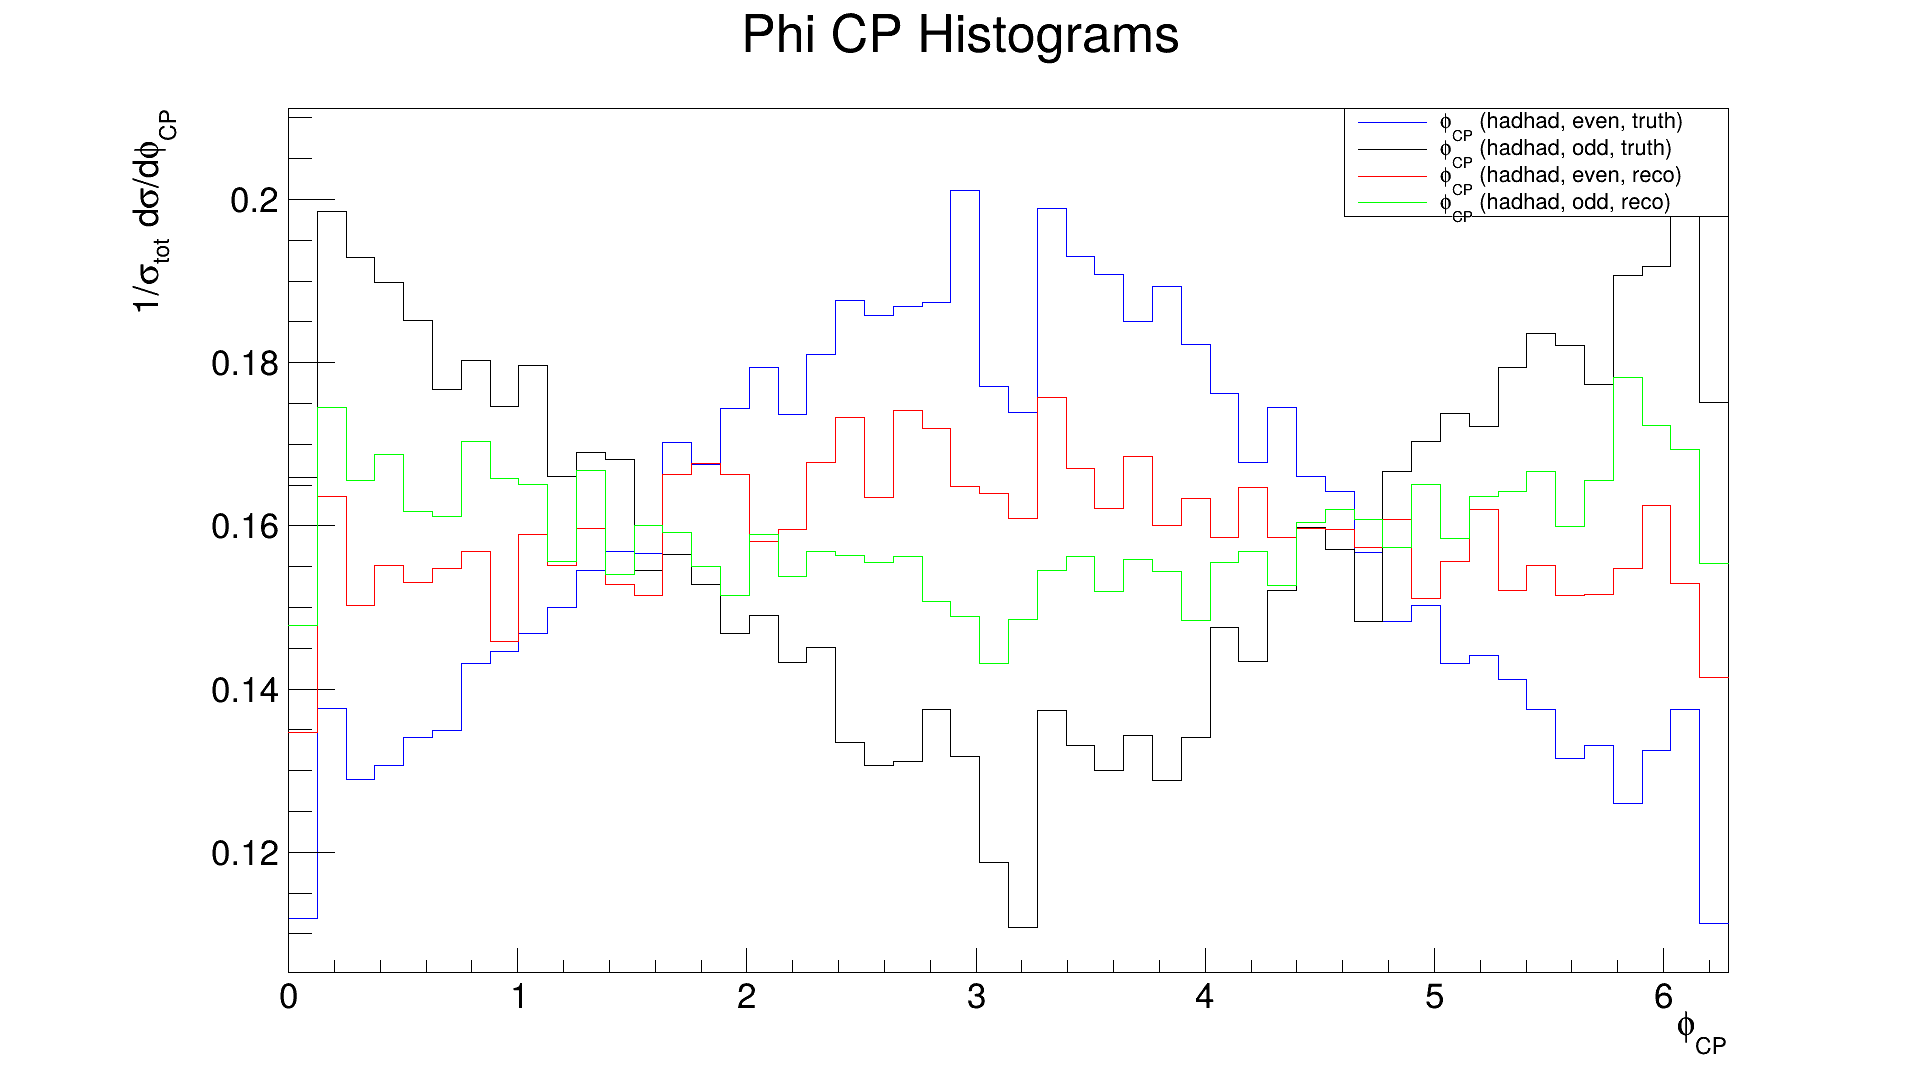 Phi CP Histograms
1/σtot dσ/dϕCP
ϕCP (hadhad, even, truth)
ϕCP (hadhad, odd, truth)
ϕCP (hadhad, even, reco)
ϕCP (hadhad, odd, reco)
0.2
0.18
0.16
0.14
0.12
0 1 2 3 4 5 6
ϕCP